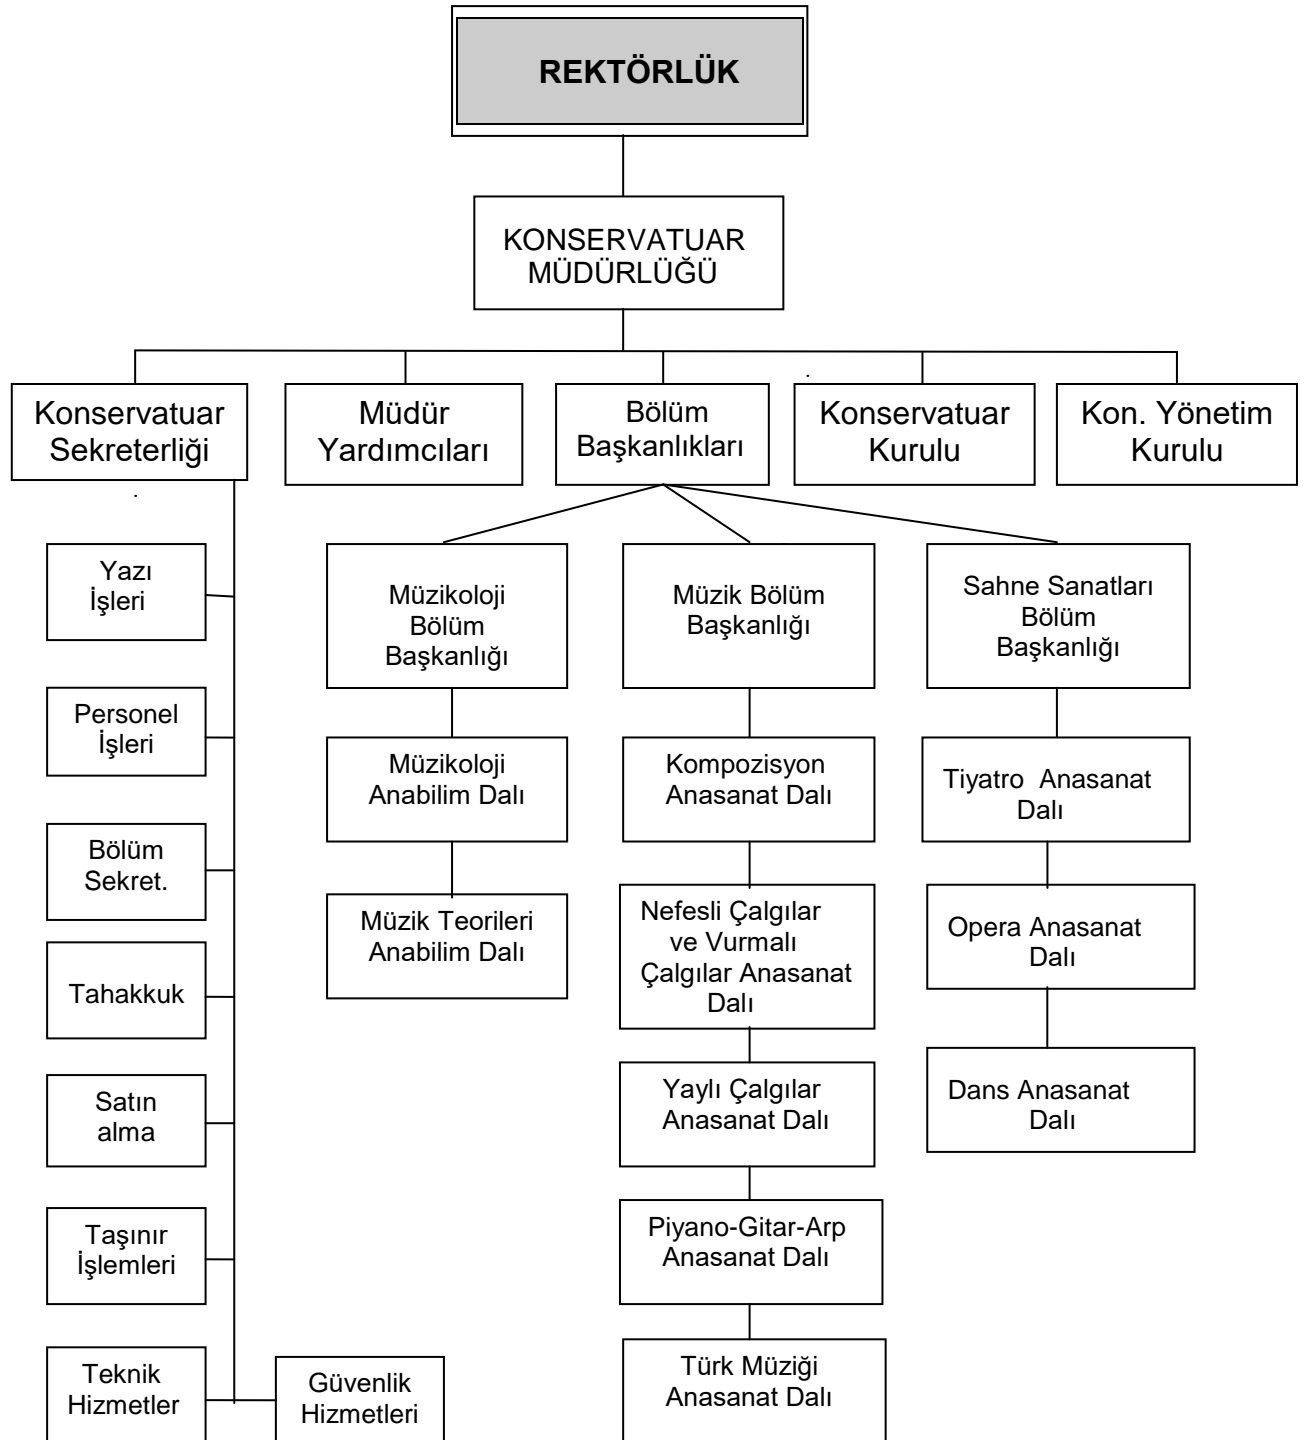 REKTÖRLÜK
KONSERVATUAR
MÜDÜRLÜĞÜ
Konservatuar
Sekreterliği
Müdür
Yardımcıları
Bölüm
Başkanlıkları
Konservatuar
Kurulu
Kon. Yönetim
Kurulu
Yazı
İşleri
Personel
İşleri
Bölüm
Sekret.
Tahakkuk
Satın
alma
Taşınır
İşlemleri
Teknik
Hizmetler
Güvenlik
Hizmetleri
Müzikoloji
Bölüm
Başkanlığı
Müzikoloji
Anabilim Dalı
Müzik Teorileri
Anabilim Dalı
Müzik Bölüm
Başkanlığı
Kompozisyon
Anasanat Dalı
Nefesli Çalgılar
ve Vurmalı
Çalgılar Anasanat
Dalı
Yaylı Çalgılar
Anasanat Dalı
Piyano-Gitar-Arp
Anasanat Dalı
Türk Müziği
Anasanat Dalı
Sahne Sanatları
Bölüm
Başkanlığı
Tiyatro Anasanat
Dalı
Opera Anasanat
Dalı
Dans Anasanat
Dalı